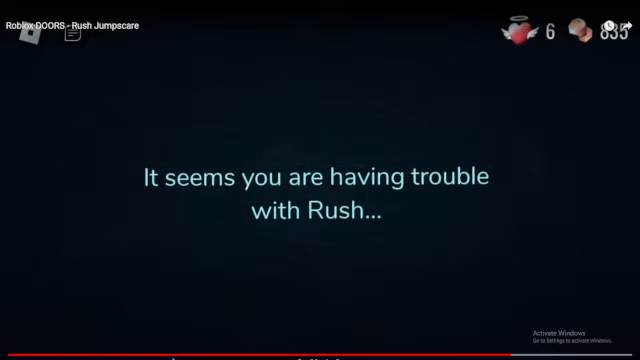 Roblox DOORS - Rush Jumpscare
6
835
It seems you are having trouble
with Rush...
Activate Windows
Go to Settings to activate Windows.